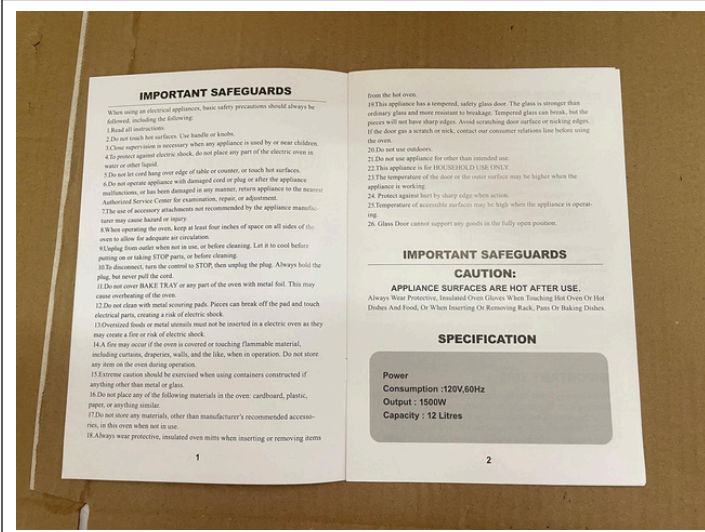 IMPORTANT SAFEGUARDS
When using an electrical appliances, basic safety precautions should always be
followed, including the following:
1.Read all instructions.
2.Do not touch hot surfaces. Use handle or knobs.
3.Close supervision is necessary when any appliance is used by or near children.
4.To protect against electric shock, do not place any part of the electric oven in
water or other liquid.
5.Do not let cord hang over edge of table or counter, or touch hot surfaces.
6.Do not operate appliance with damaged cord or plug or after the appliance
malfunctions, or has been damaged in any manner, return appliance to the nearest
Authorized Service Center for examination, repair, or adjustment.
7.The use of accessory attachments not recommended by the appliance manufac-
turer may cause hazard or injury.
8.When operating the oven, keep at least four inches of space on all sides of the
oven to allow for adequate air circulation.
9.Unplug from outlet when not in use, or before cleaning. Let it to cool before
putting on or taking STOP parts, or before cleaning.
10.To disconnect, turn the control to STOP, then unplug the plug. Always hold the
plug, but never pull the cord.
11.Do not cover BAKE TRAY or any part of the oven with metal foil. This may
cause overheating of the oven.
12.Do not clean with metal scouring pads. Pieces can break off the pad and touch
electrical parts, creating a risk of electric shock.
13.Oversized foods or metal utensils must not be inserted in a electric oven as they
may create a fire or risk of electric shock.
14.A fire may occur if the oven is covered or touching flammable material,
including curtains, draperies, walls, and the like, when in operation. Do not store
any item on the oven during operation.
15.Extreme caution should be exercised when using containers constructed if
anything other than metal or glass.
16.Do not place any of the following materials in the oven: cardboard, plastic,
paper, or anything similar.
17.Do not store any materials, other than manufacturer's recommended accesso-
ries, in this oven when not in use.
18.Always wear protective, insulated oven mitts when inserting or removing items
1
from the hot oven.
19.This appliance has a tempered, safety glass door. The glass is stronger than
ordinary glass and more resistant to breakage. Tempered glass can break, but the
pieces will not have sharp edges. Avoid scratching door surface or nicking edges.
If the door gas a scratch or nick, contact our consumer relations line before using
the oven.
20.Do not use outdoors.
21.Do not use appliance for other than intended use.
22.This appliance is for HOUSEHOLD USE ONLY.
23.The temperature of the door or the outer surface may be higher when the
appliance is working.
24. Protect against hurt by sharp edge when action.
25.Temperature of accessible surfaces may be high when the appliance is operat-
ing.
26. Glass Door cannot support any goods in the fully open position.
IMPORTANT SAFEGUARDS
CAUTION:
APPLIANCE SURFACES ARE HOT AFTER USE.
Always Wear Protective, Insulated Oven Gloves When Touching Hot Oven Or Hot
Dishes And Food, Or When Inserting Or Removing Rack, Pans Or Baking Dishes.
SPECIFICATION
Power
Consumption :120V,60Hz
Output : 1500W
Capacity : 12 Litres
2